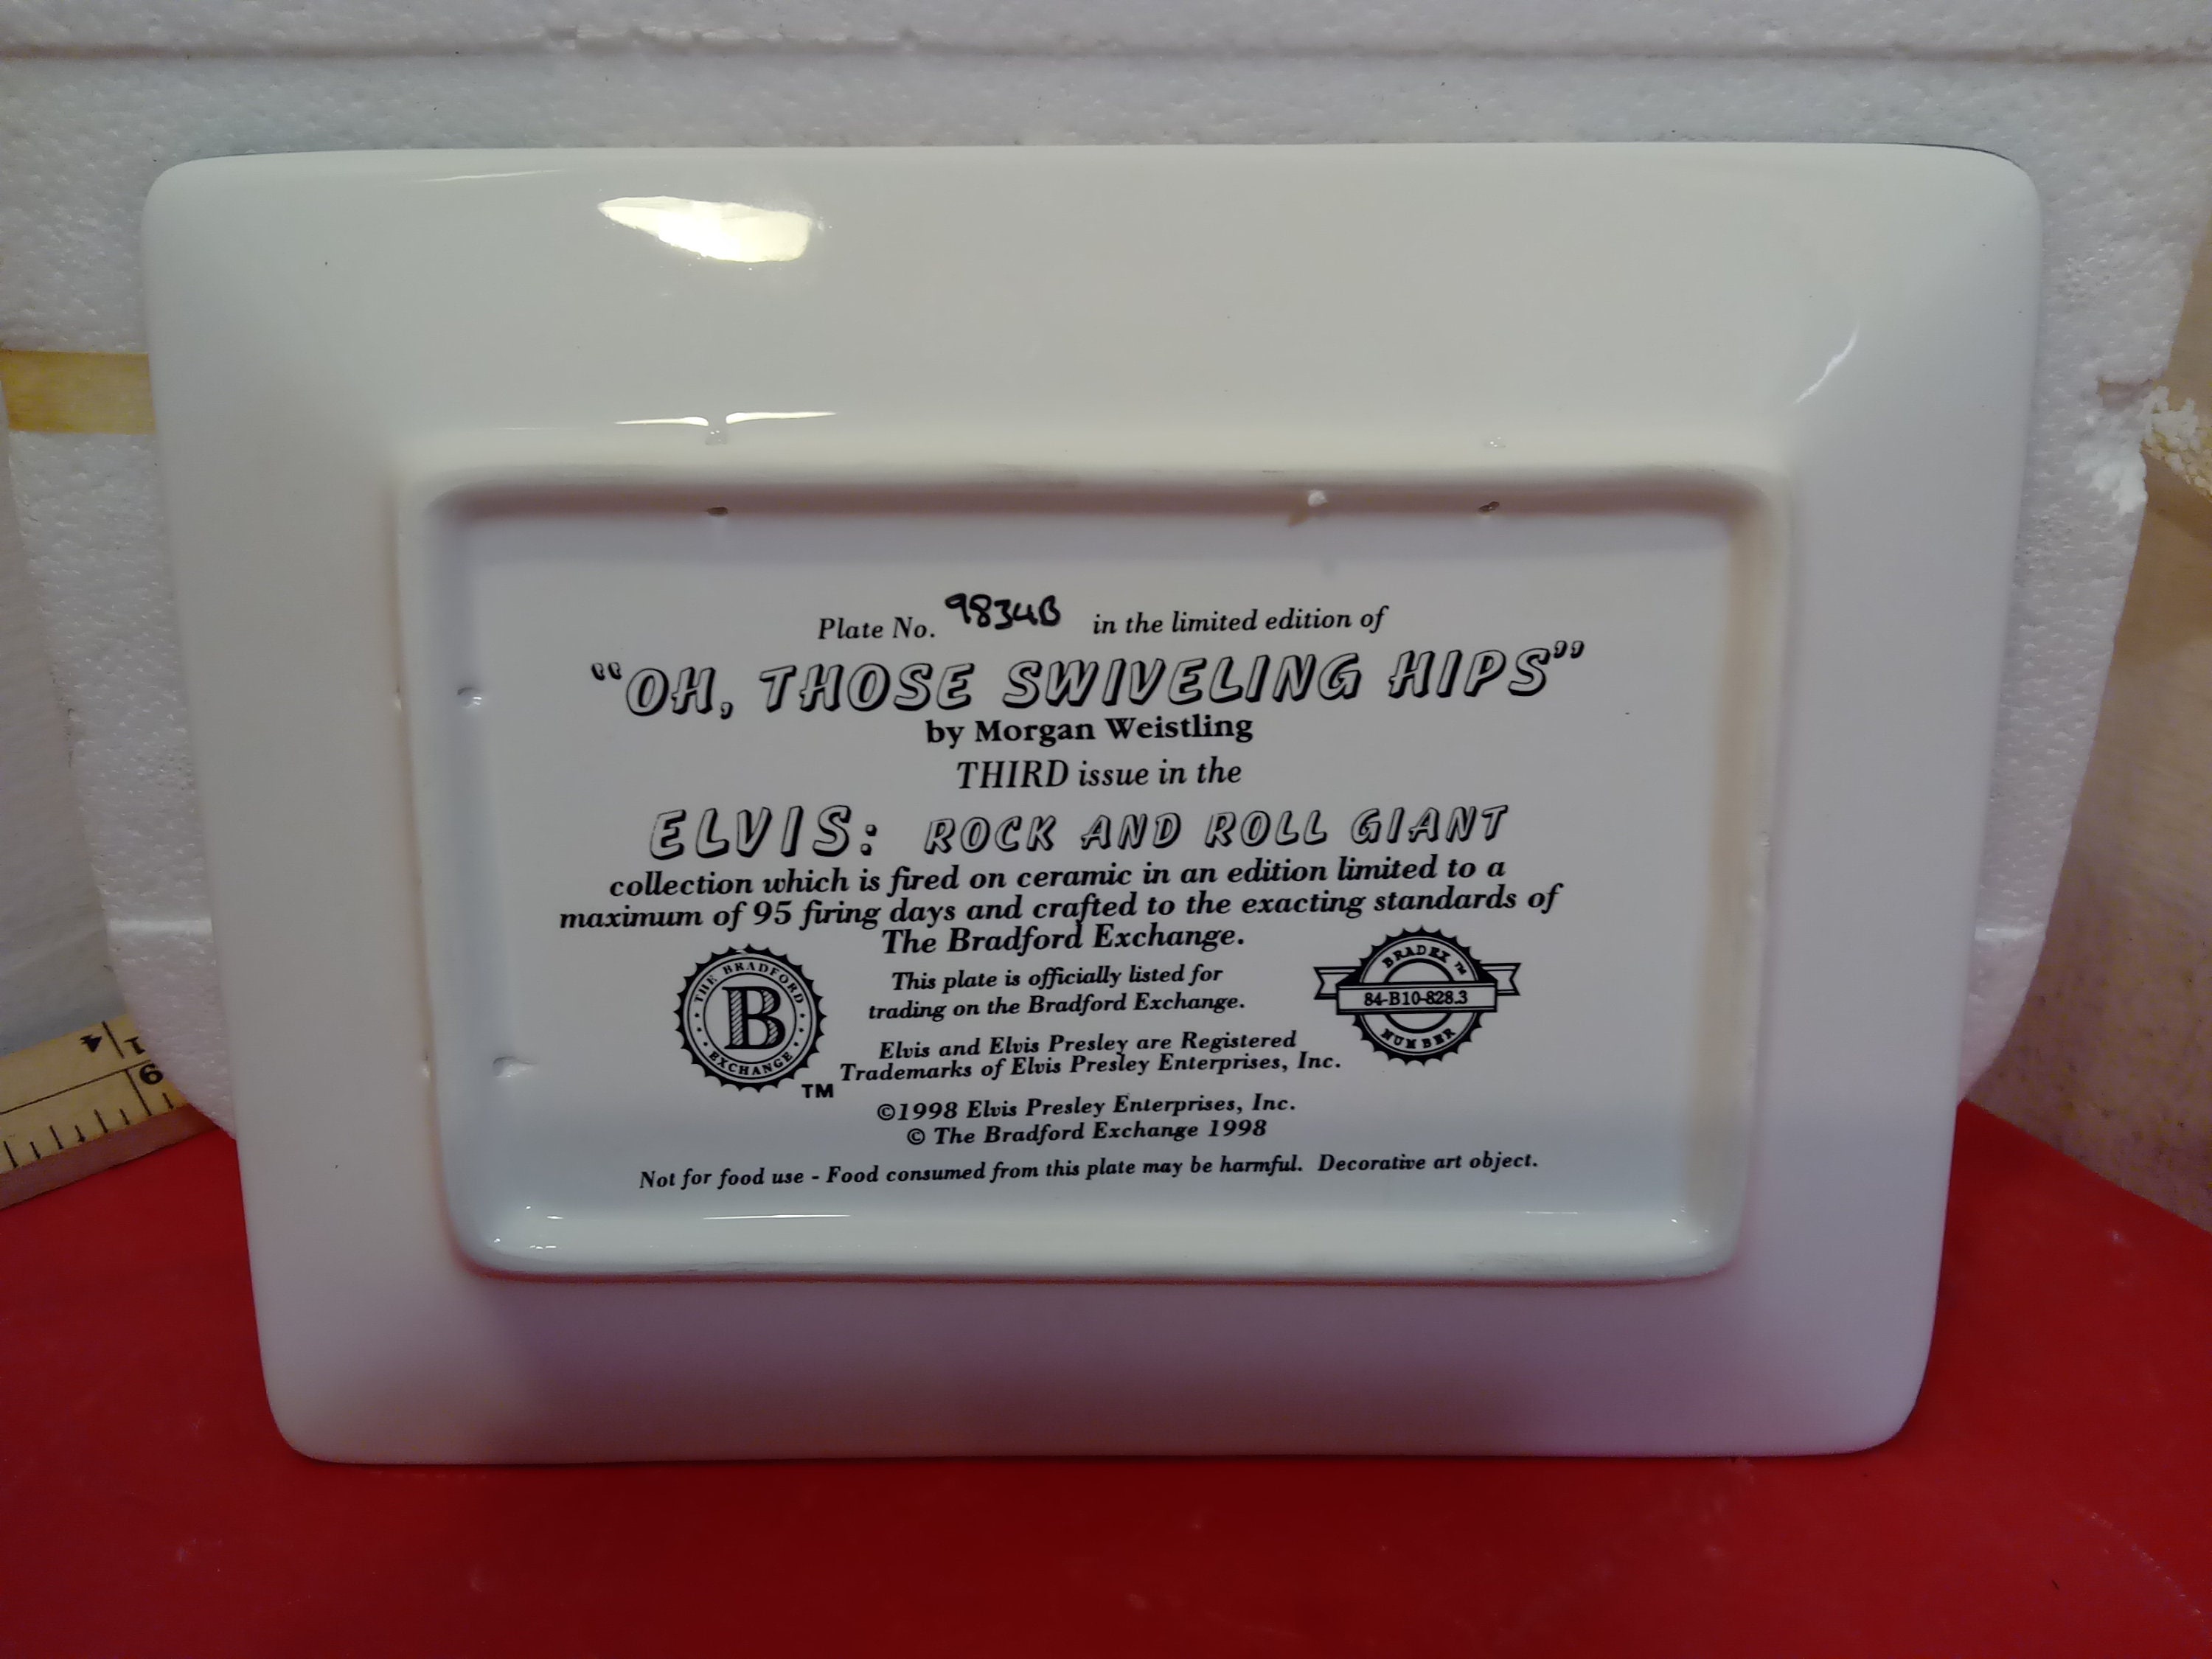 Plate No. 9834B in the limited edition of
“OH, THOSE SWIVELING HIPS”
by Morgan Weistling
THIRD issue in the
ELVIS: ROCK AND ROLL GIANT
collection which is fired on ceramic in an edition limited to a
maximum of 95 firing days and crafted to the exacting standards of
The Bradford Exchange.
THE BRADFORD
B
EXCHANGE
TM
This plate is officially listed for
trading on the Bradford Exchange.
BRADEX ™
84-B10-828.3
NUMBER
Elvis and Elvis Presley are Registered
Trademarks of Elvis Presley Enterprises, Inc.
©1998 Elvis Presley Enterprises, Inc.
© The Bradford Exchange 1998
Not for food use - Food consumed from this plate may be harmful. Decorative art object.
4
9